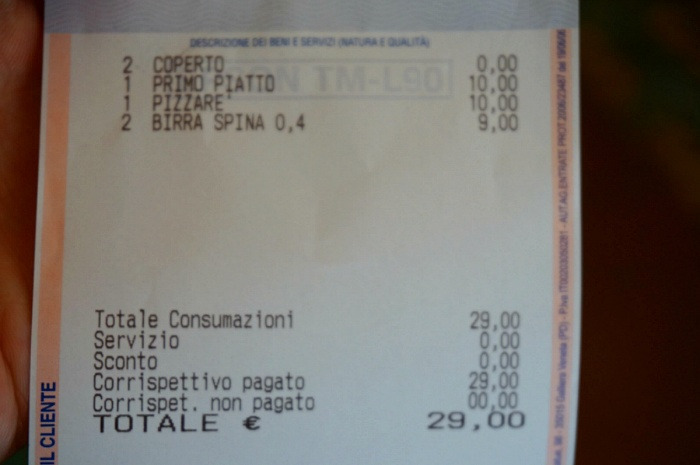 DESCRIZIONE DEI BENI E SERVIZI (NATURA E QUALITÀ)
2 COPERTO 0,00
1 PRIMO PIATTO 10,00
1 PIZZARE' 10,00
2 BIRRA SPINA 0,4 9,00
Totale Consumazioni 29,00
Servizio 0,00
Sconto 0,00
Corrispettivo pagato 29,00
Corrispet. non pagato 00,00
TOTALE € 29,00
IL CLIENTE
TM-L90